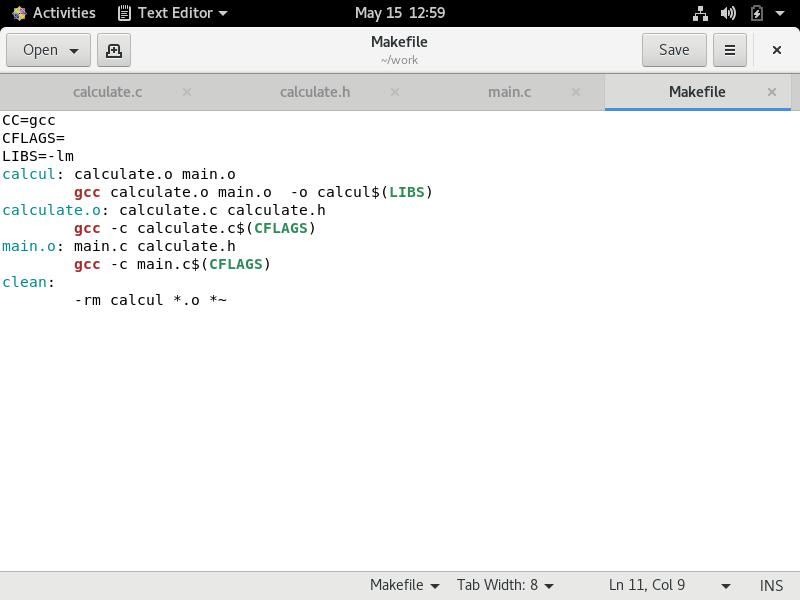 Activities Text Editor May 15 12:59
Open Makefile Save
~/work
calculate.c calculate.h main.c Makefile
CC=gcc
CFLAGS=
LIBS=-lm
calcul: calculate.o main.o
        gcc calculate.o main.o  -o calcul$(LIBS)
calculate.o: calculate.c calculate.h
        gcc -c calculate.c$(CFLAGS)
main.o: main.c calculate.h
        gcc -c main.c$(CFLAGS)
clean:
        -rm calcul *.o *~
Makefile Tab Width: 8 Ln 11, Col 9 INS